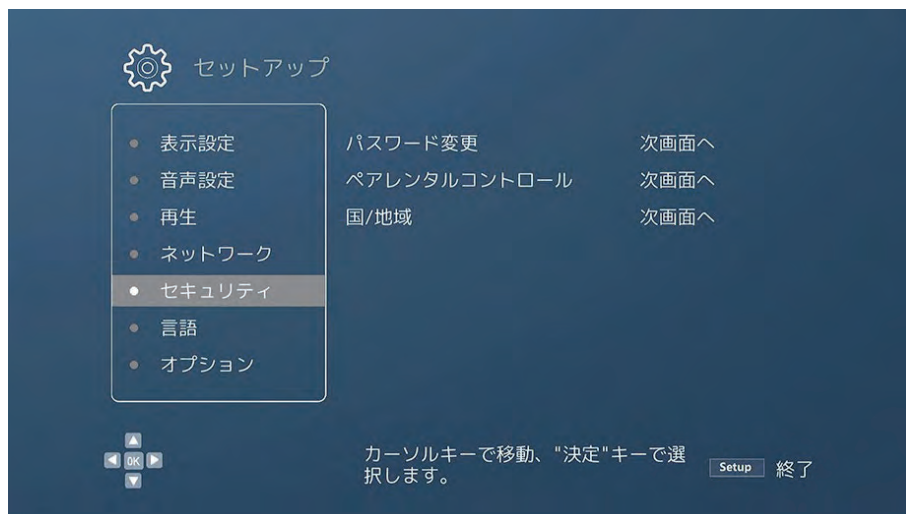 セットアップ
表示設定
音声設定
再生
ネットワーク
セキュリティ
言語
オプション
パスワード変更 次画面へ
ペアレンタルコントロール 次画面へ
国/地域 次画面へ
OK
カーソルキーで移動、"決定"キーで選
択します。
Setup 終了